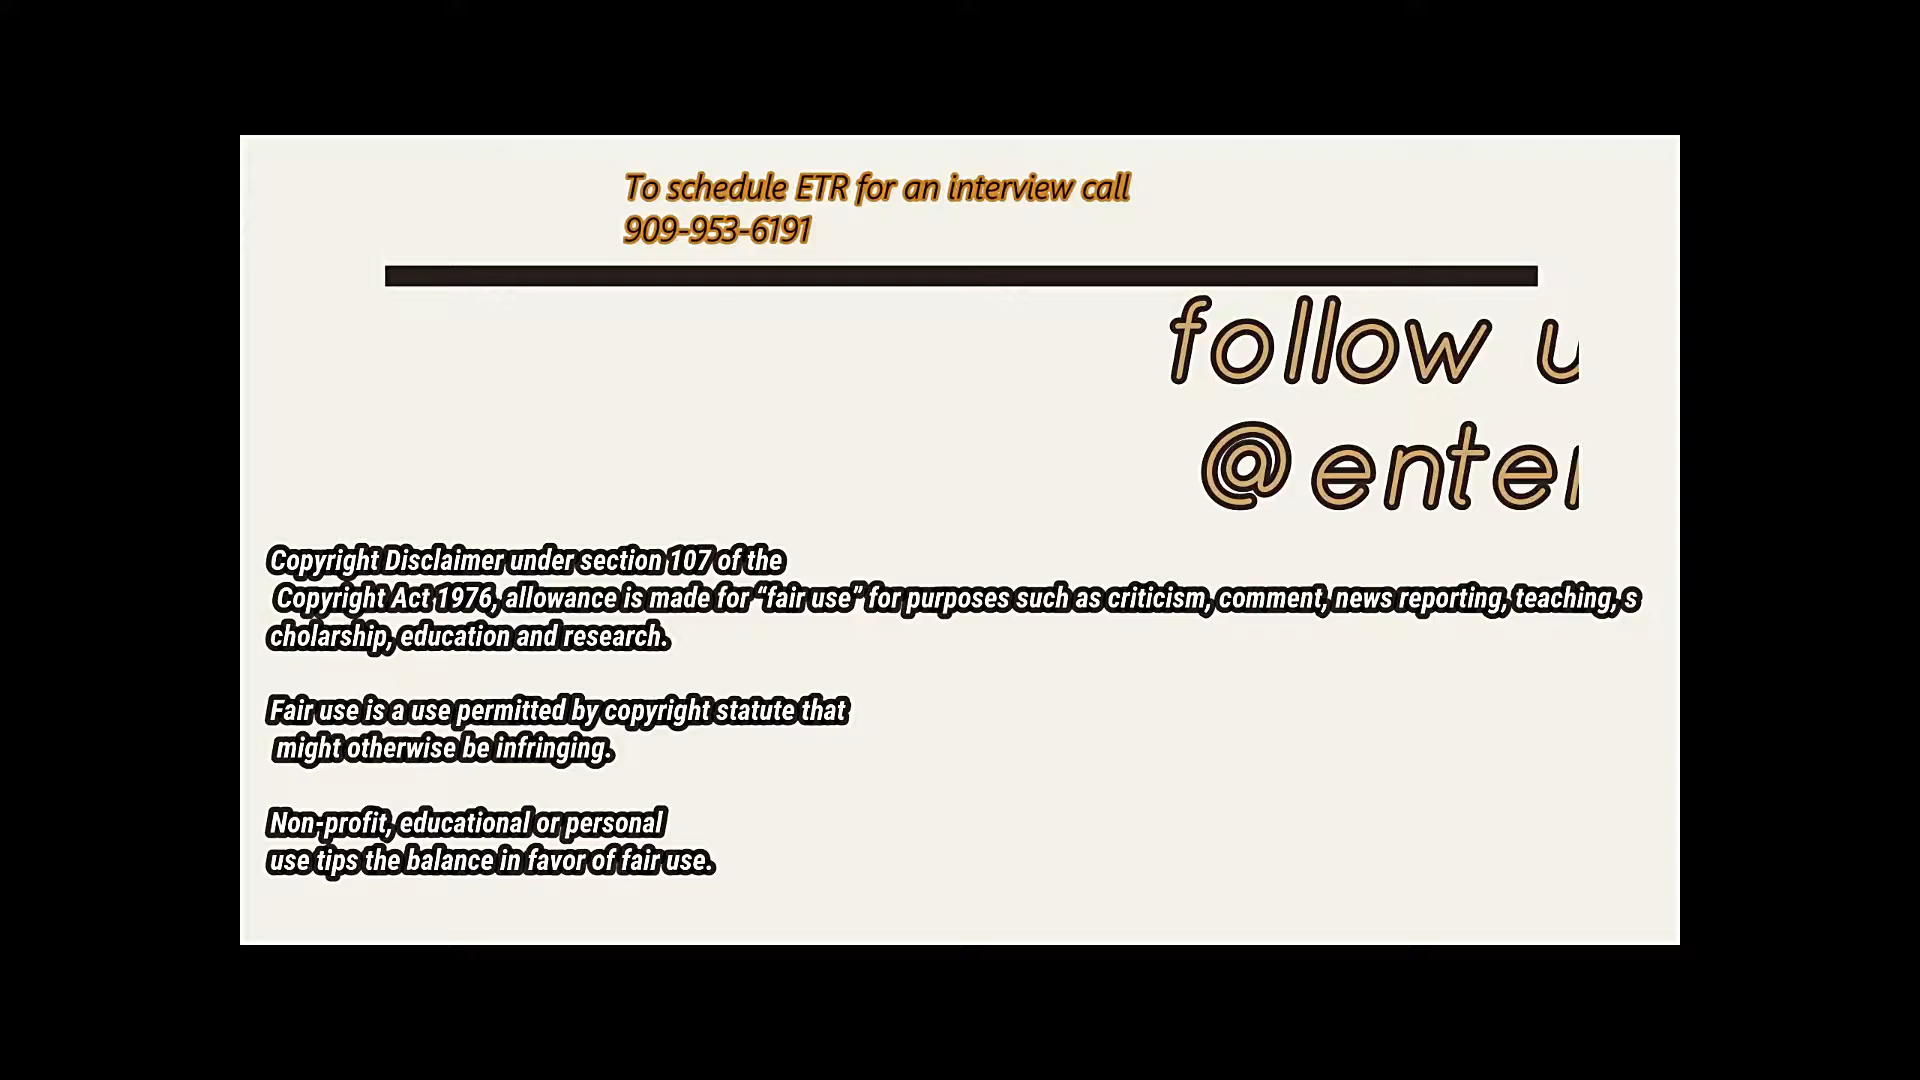 To schedule ETR for an interview call
909-953-6191
follow u
@enter
Copyright Disclaimer under section 107 of the
Copyright Act 1976, allowance is made for “fair use” for purposes such as criticism, comment, news reporting, teaching, s
cholarship, education and research.
Fair use is a use permitted by copyright statute that
might otherwise be infringing.
Non-profit, educational or personal
use tips the balance in favor of fair use.